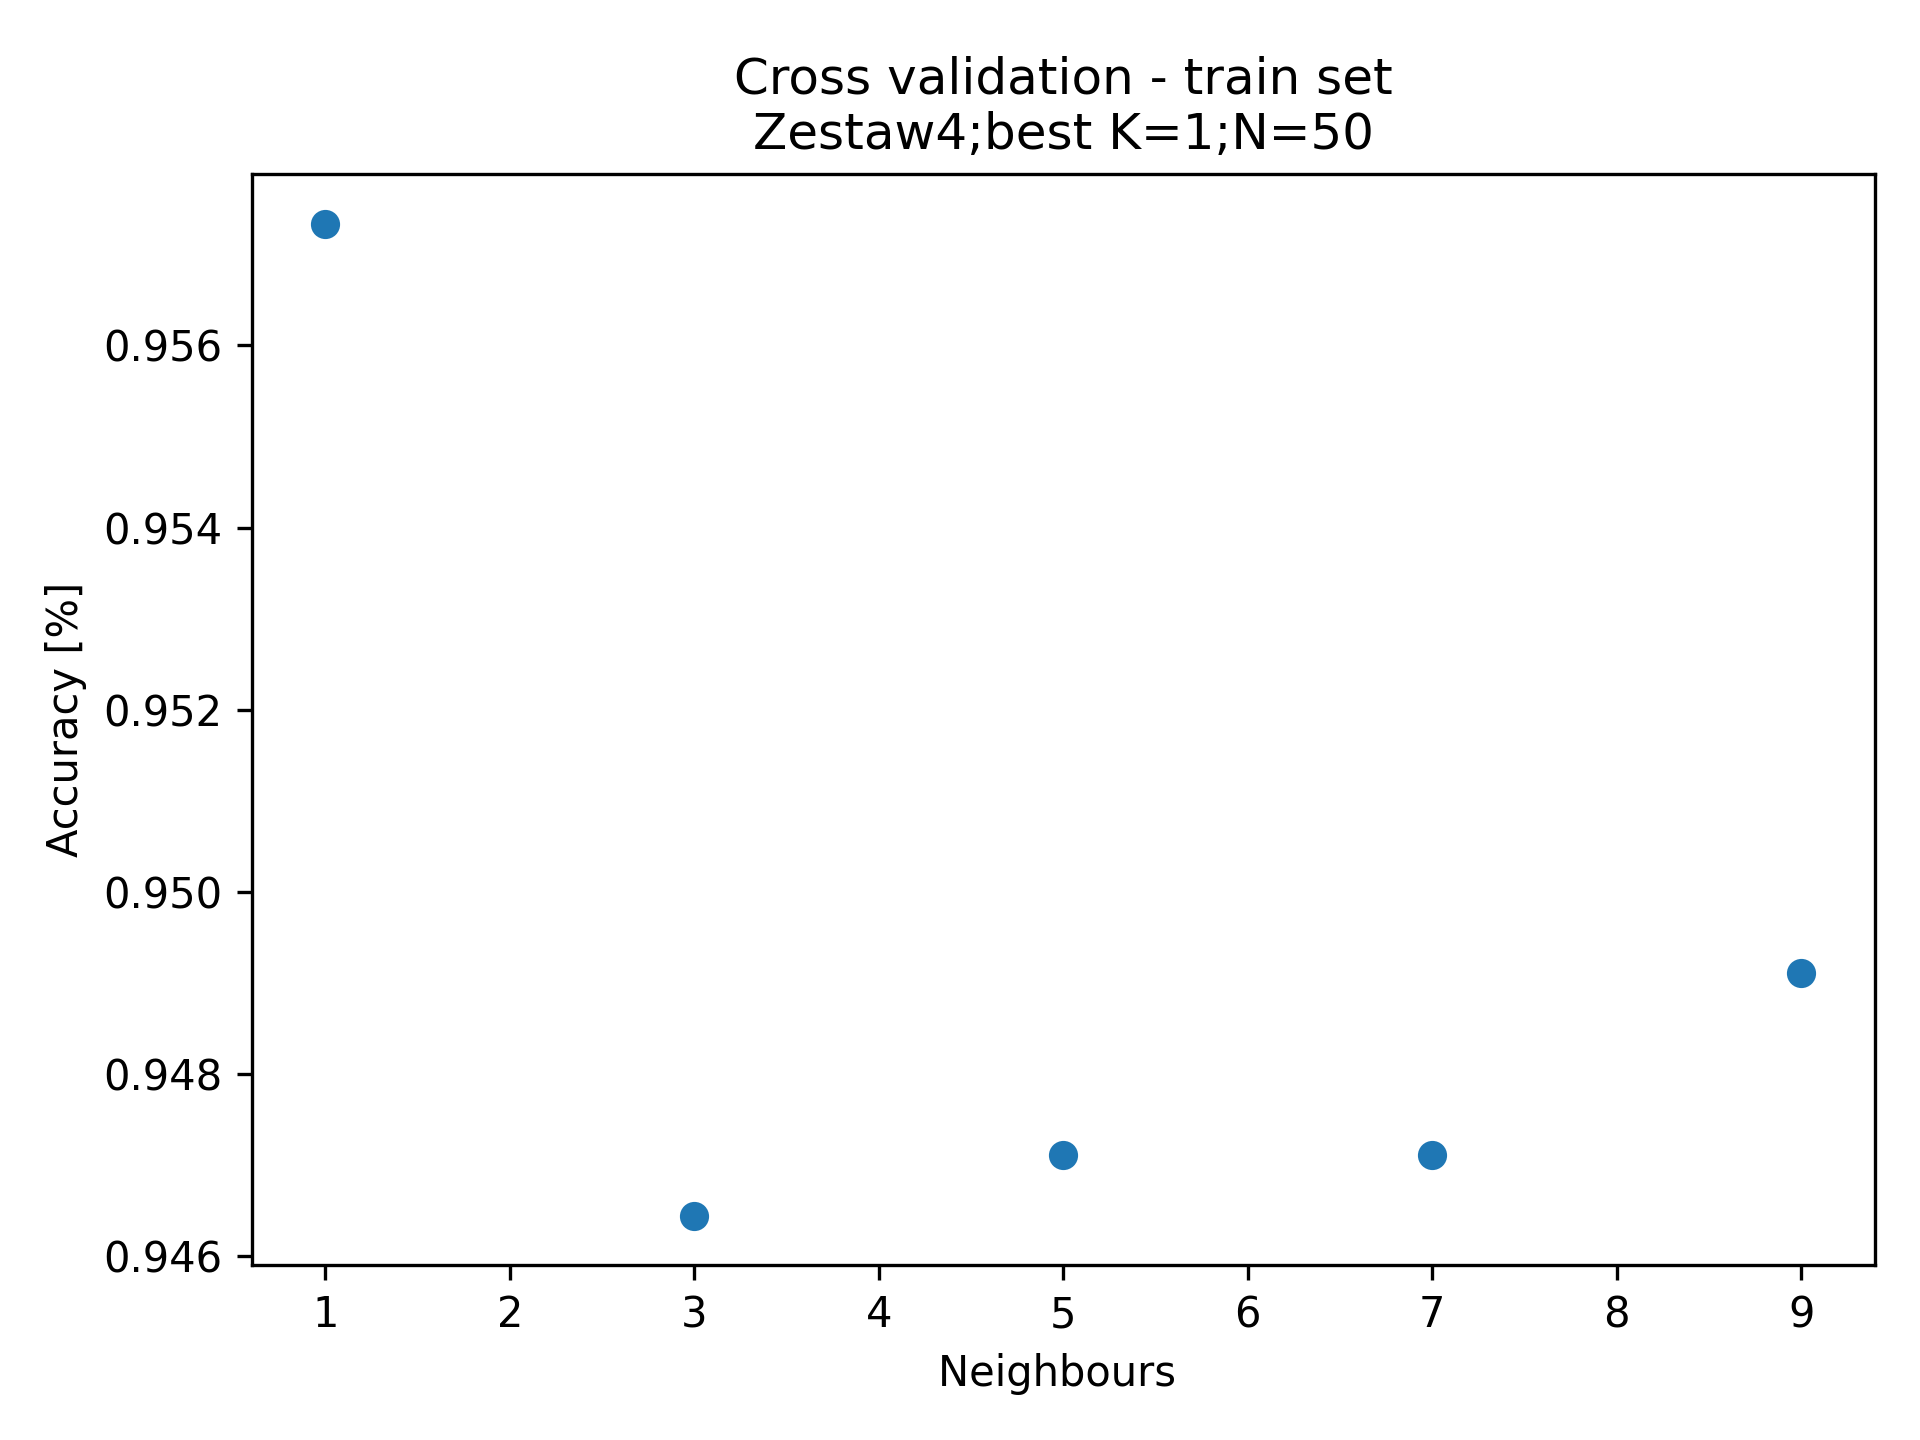 Cross validation - train set
Zestaw4;best K=1;N=50
Accuracy [%]
0.956
0.954
0.952
0.950
0.948
0.946
1 2 3 4 5 6 7 8 9
Neighbours